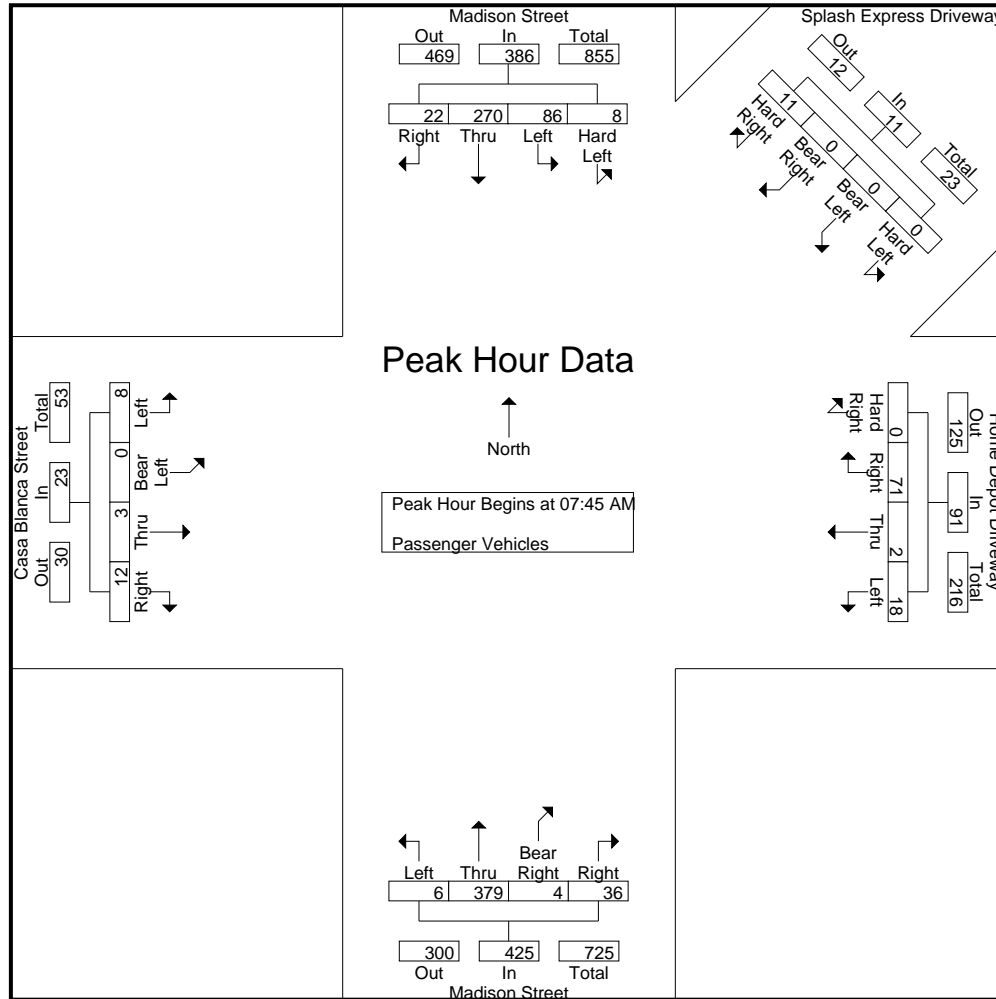 Madison Street
Out In Total
469 386 855
22 270 86 8
Right Thru Left Hard Left
Splash Express Driveway
Out In Total
12 11 23
11 0 0 0
Hard Right Bear Right Bear Left Hard Left
Peak Hour Data
North
Peak Hour Begins at 07:45 AM
Passenger Vehicles
Casa Blanca Street
Total In Out
53 23 30
8 0 3 12
Left Bear Left Thru Right
Home Depot Driveway
Out In Total
125 91 216
0 71 2 18
Hard Right Right Thru Left
Left Thru Bear Right Right
6 379 4 36
300 425 725
Out In Total
Madison Street